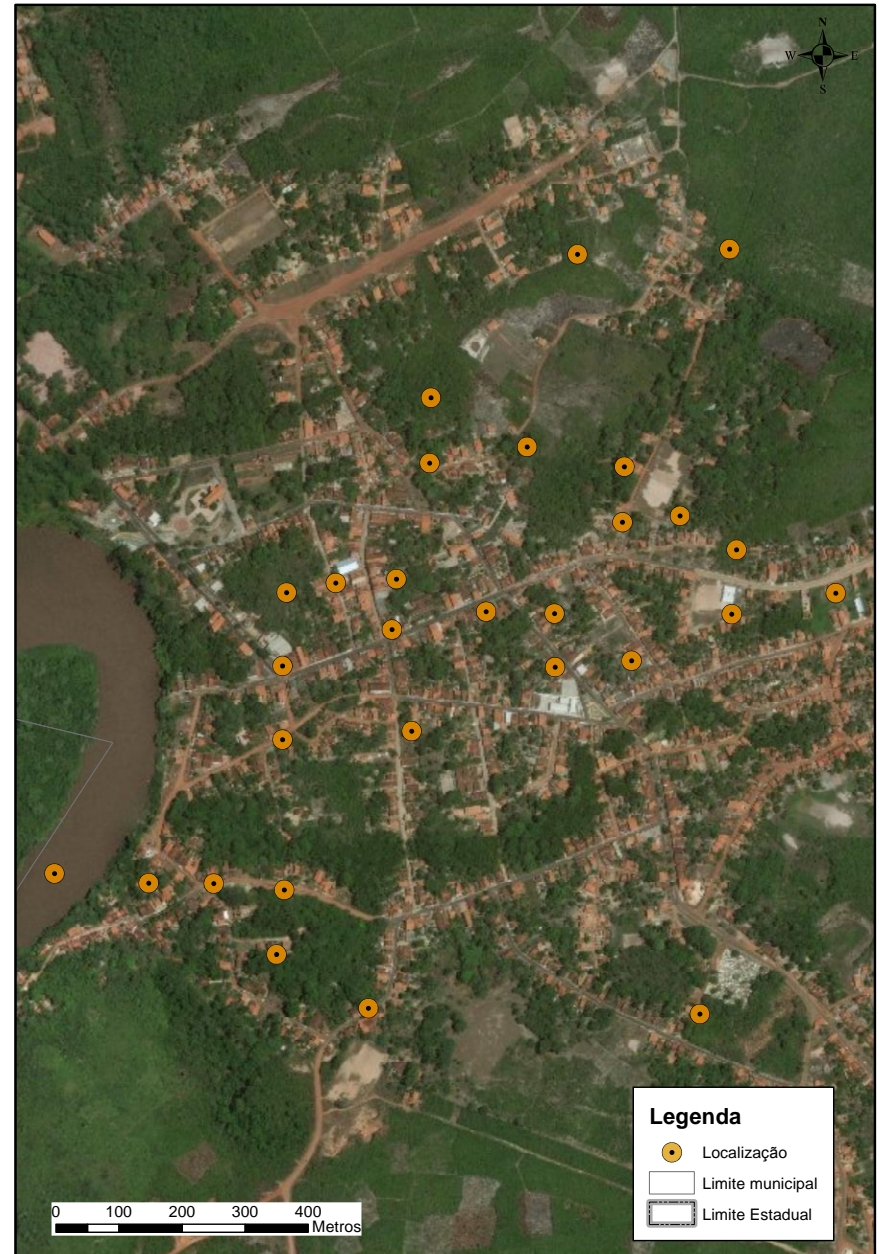 N
W E
S
Legenda
Localização
Limite municipal
Limite Estadual
0 100 200 300 400
Metros